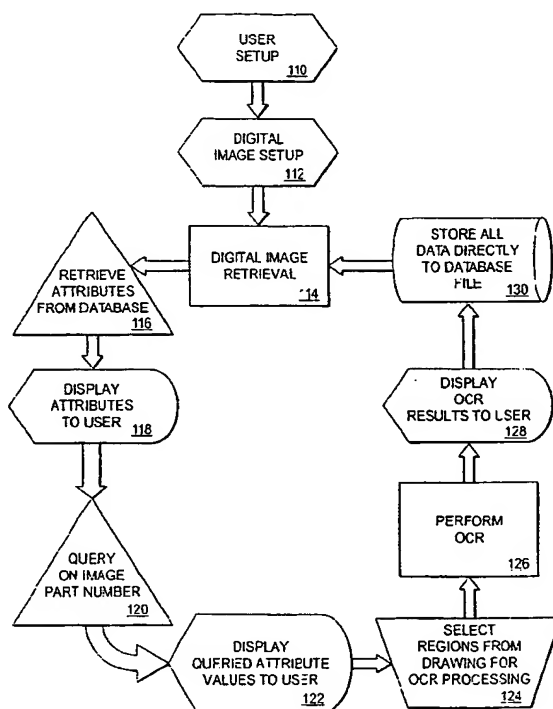 USER
SETUP
110
DIGITAL
IMAGE SETUP
112
DIGITAL IMAGE
RETRIEVAL
114
RETRIEVE
ATTRIBUTES
FROM DATABASE
116
DISPLAY
ATTRIBUTES
TO USER
118
QUERY
ON IMAGE
PART NUMBER
120
DISPLAY
QUERIED ATTRIBUTE
VALUES TO USER
122
SELECT
REGIONS FROM
DRAWING FOR
OCR PROCESSING
124
PERFORM
OCR
126
DISPLAY
OCR
RESULTS TO USER
128
STORE ALL
DATA DIRECTLY
TO DATABASE
FILE
130